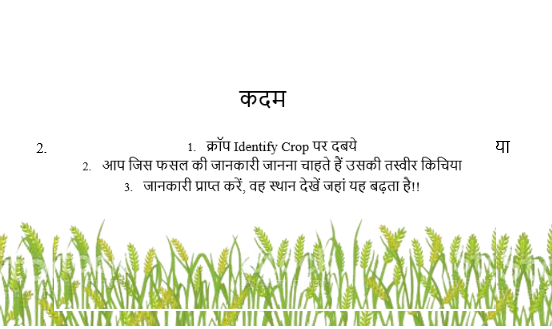 कदम
2. 1. क्रॉप Identify Crop पर दबये या
2. आप जिस फसल की जानकारी जानना चाहते हैं उसकी तस्वीर किचिया
3. जानकारी प्राप्त करें, वह स्थान देखें जहां यह बढ़ता है!!